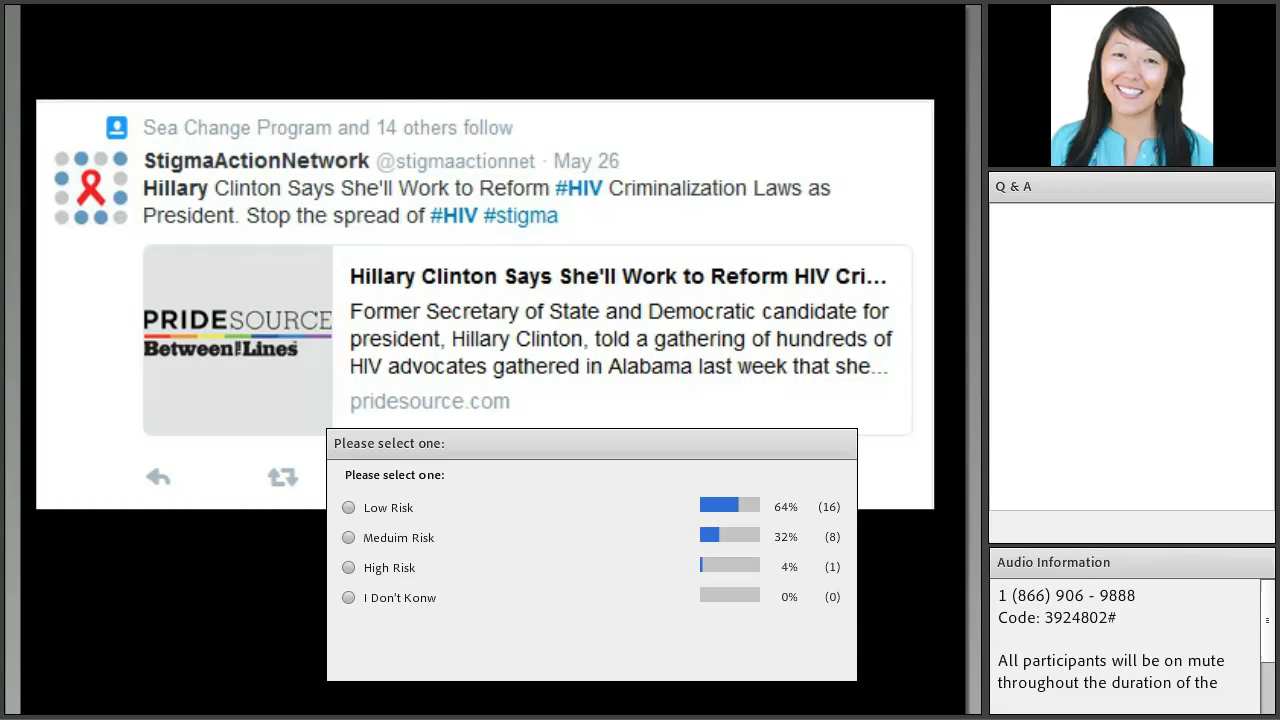 Sea Change Program and 14 others follow
StigmaActionNetwork @stigmaactionnet · May 26
Hillary Clinton Says She'll Work to Reform #HIV Criminalization Laws as
President. Stop the spread of #HIV #stigma
PRIDESOURCE
Between The Lines
Hillary Clinton Says She'll Work to Reform HIV Cri...
Former Secretary of State and Democratic candidate for
president, Hillary Clinton, told a gathering of hundreds of
HIV advocates gathered in Alabama last week that she...
pridesource.com
Please select one:
Please select one:
Low Risk 64% (16)
Meduim Risk 32% (8)
High Risk 4% (1)
I Don't Konw 0% (0)
Q & A
Audio Information
1 (866) 906 - 9888
Code: 3924802#
All participants will be on mute
throughout the duration of the